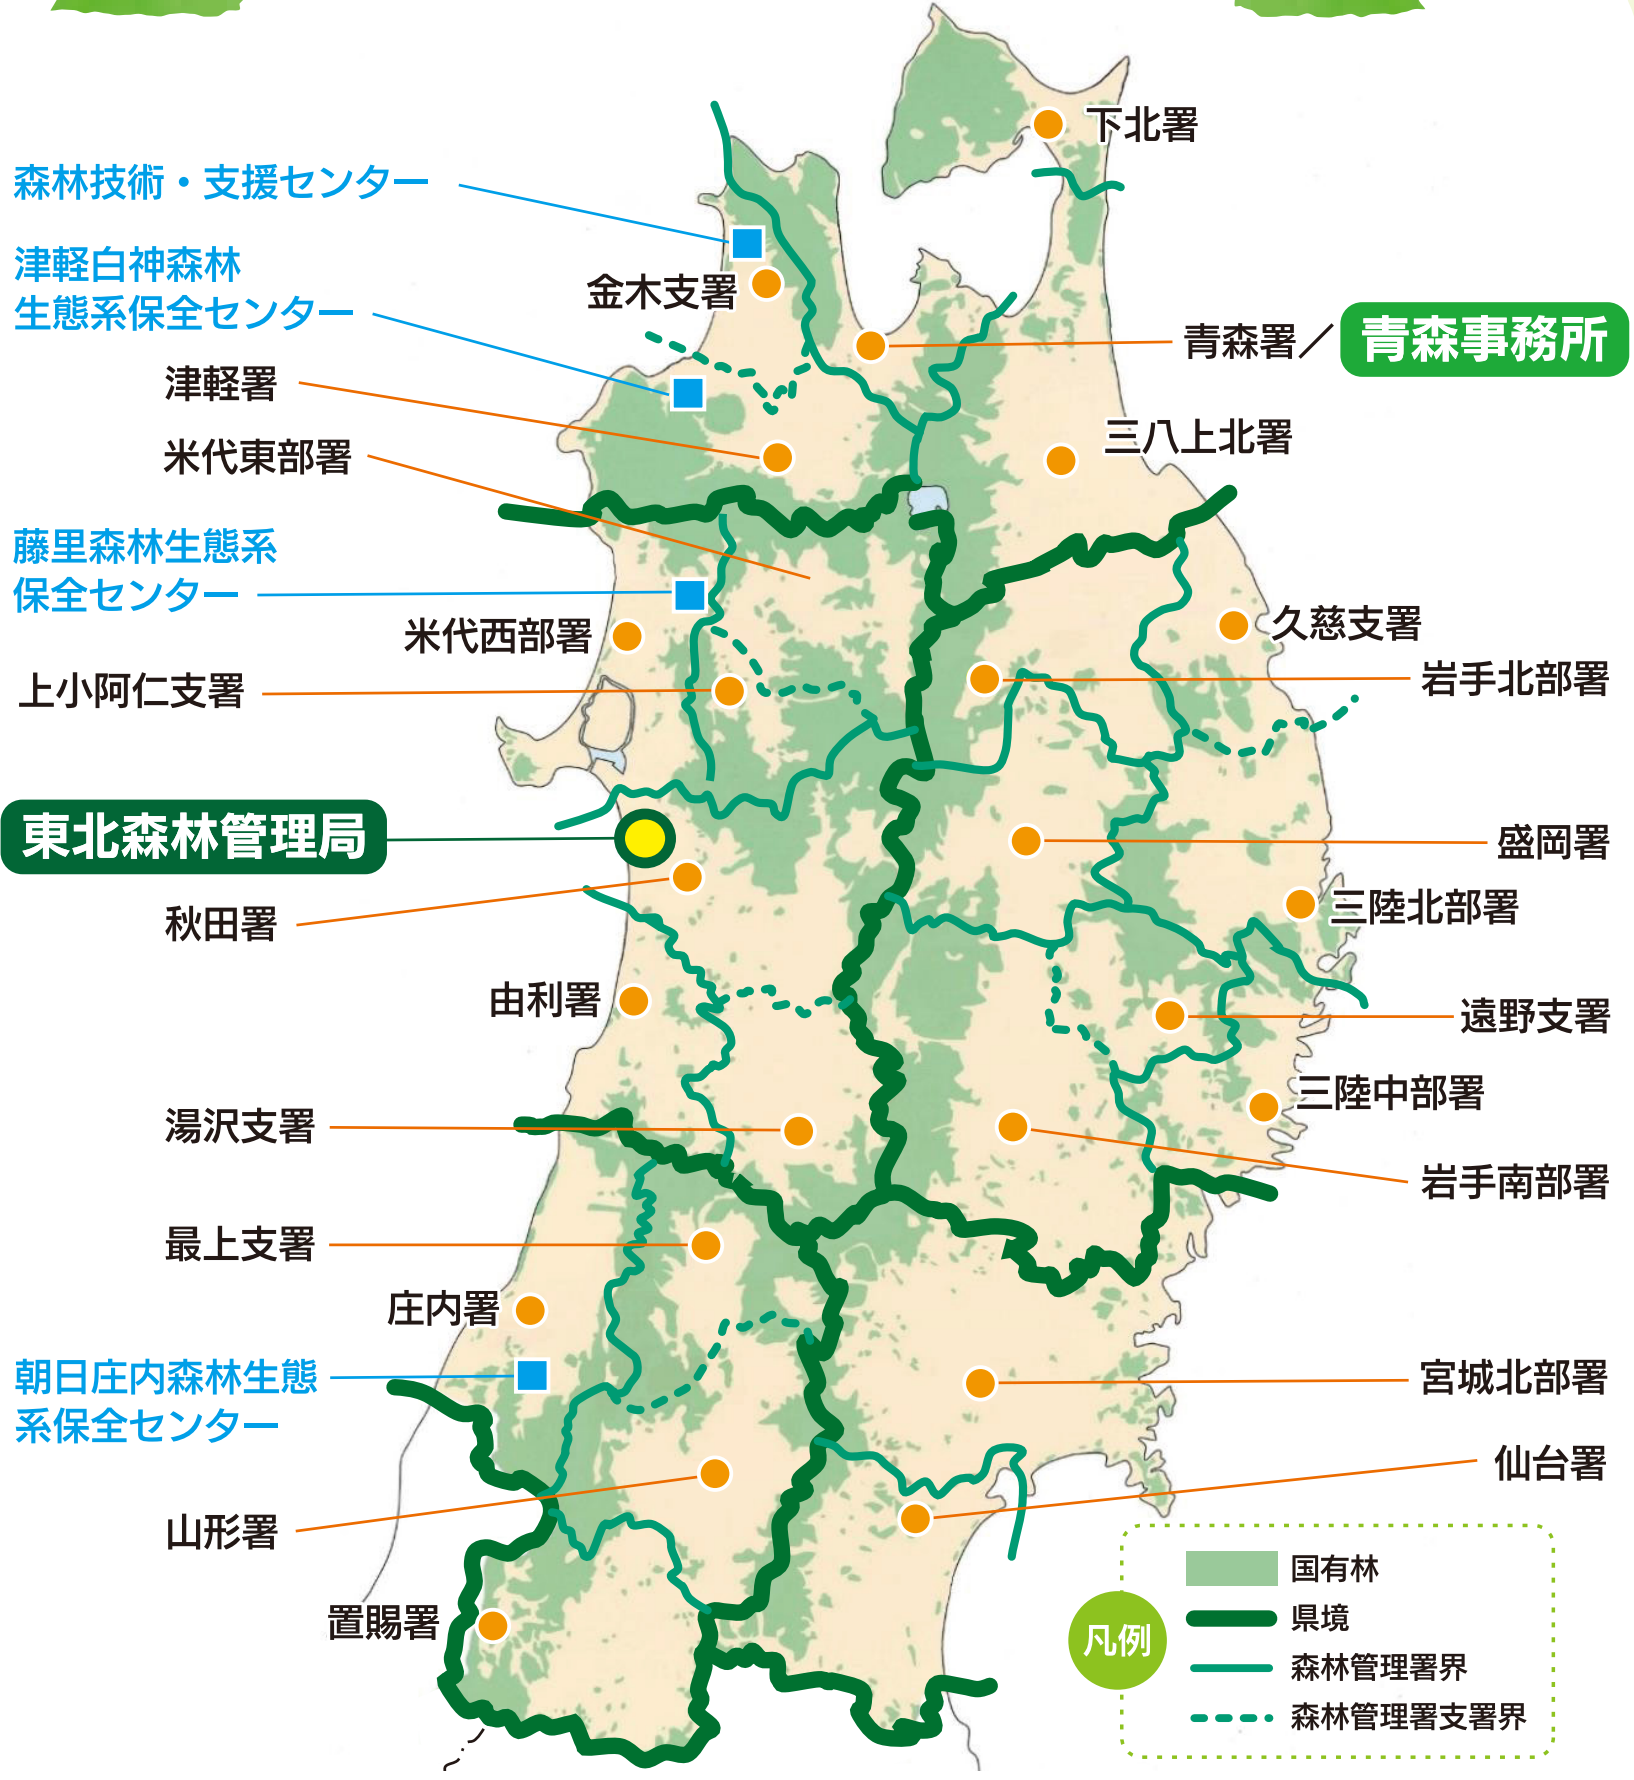 下北署
森林技術・支援センター
津軽白神森林
生態系保全センター
金木支署
青森署／青森事務所
津軽署
三八上北署
米代東部署
藤里森林生態系
保全センター
米代西部署
久慈支署
上小阿仁支署
岩手北部署
東北森林管理局
盛岡署
秋田署
三陸北部署
由利署
遠野支署
三陸中部署
湯沢支署
岩手南部署
最上支署
庄内署
朝日庄内森林生態
系保全センター
宮城北部署
仙台署
山形署
置賜署
凡例
国有林
県境
森林管理署界
森林管理署支署界